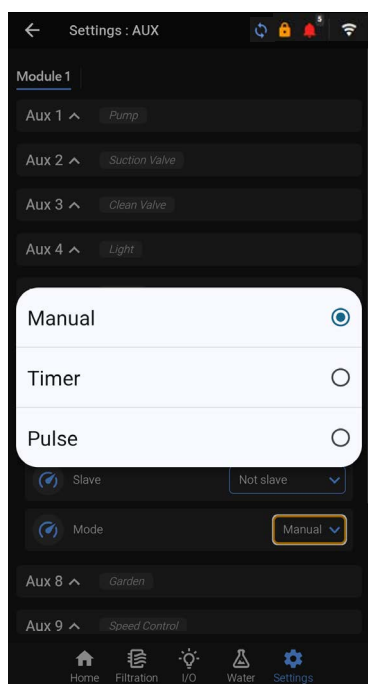 Settings : AUX
5
Module 1
Aux 1 Pump
Aux 2 Suction Valve
Aux 3 Clean Valve
Aux 4 Light
Manual
Timer
Pulse
Slave Not slave
Mode Manual
Aux 8 Garden
Aux 9 Speed Control
Home Filtration I/O Water Settings